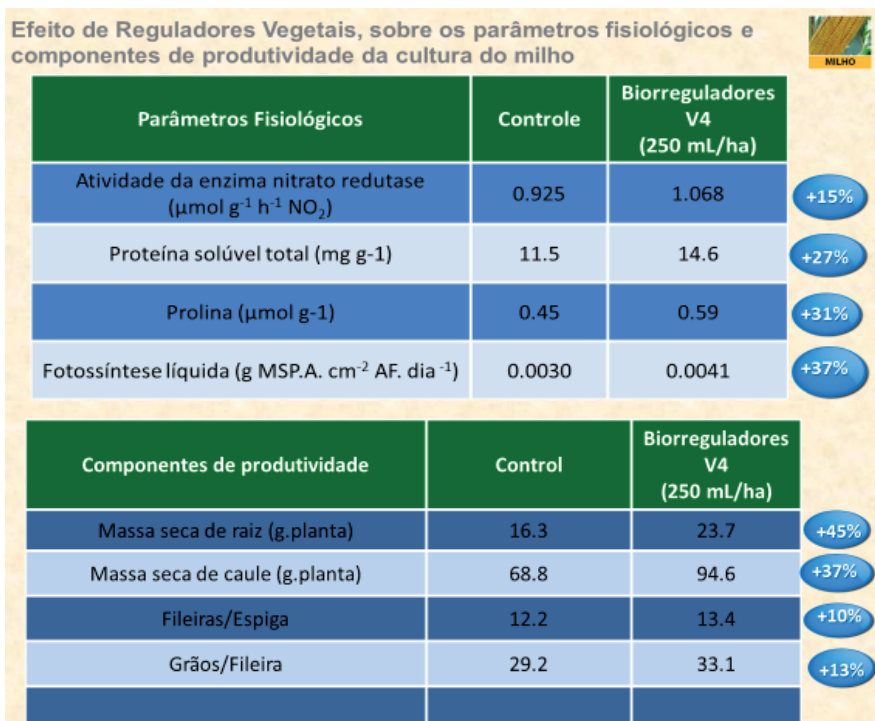 Efeito de Reguladores Vegetais, sobre os parâmetros fisiológicos e
componentes de produtividade da cultura do milho
MILHO
Parâmetros Fisiológicos
Controle
Biorreguladores
V4
(250 mL/ha)
Atividade da enzima nitrato redutase
(µmol g⁻¹ h⁻¹ NO₂)
0.925
1.068
+15%
Proteína solúvel total (mg g-1)
11.5
14.6
+27%
Prolina (µmol g-1)
0.45
0.59
+31%
Fotossíntese líquida (g MSP.A. cm⁻² AF. dia ⁻¹)
0.0030
0.0041
+37%
Componentes de produtividade
Control
Biorreguladores
V4
(250 mL/ha)
Massa seca de raiz (g.planta)
16.3
23.7
+45%
Massa seca de caule (g.planta)
68.8
94.6
+37%
Fileiras/Espiga
12.2
13.4
+10%
Grãos/Fileira
29.2
33.1
+13%